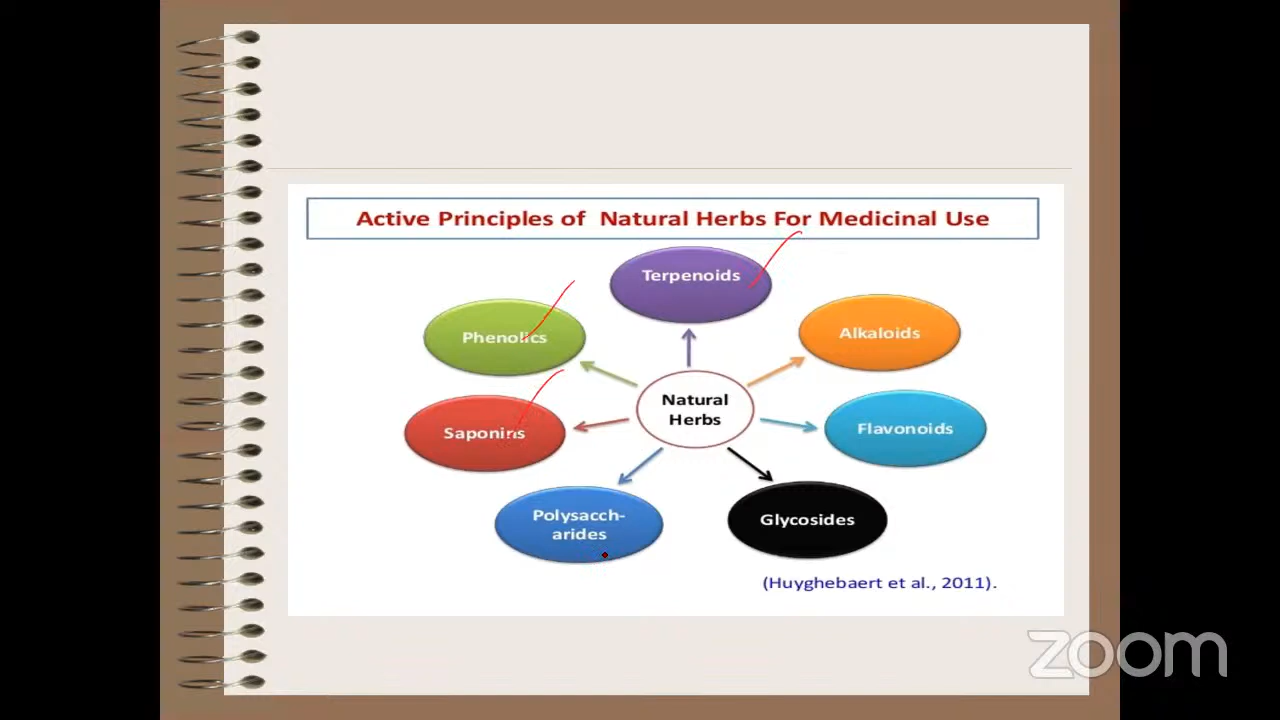 Active Principles of Natural Herbs For Medicinal Use
Terpenoids
Phenolics
Alkaloids
Natural
Herbs
Saponins
Flavonoids
Polysacch-
arides
Glycosides
(Huyghebaert et al., 2011).
zoom